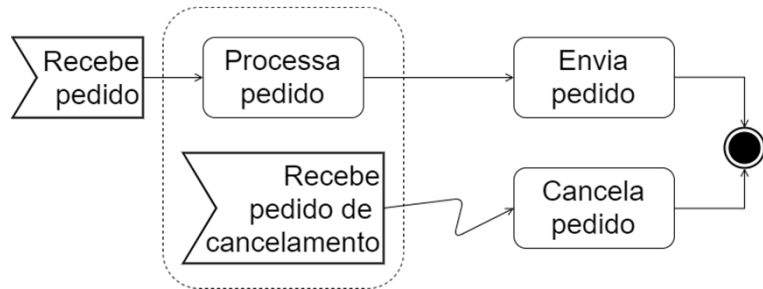 Recebe
pedido
Processa
pedido
Envia
pedido
Recebe
pedido de
cancelamento
Cancela
pedido